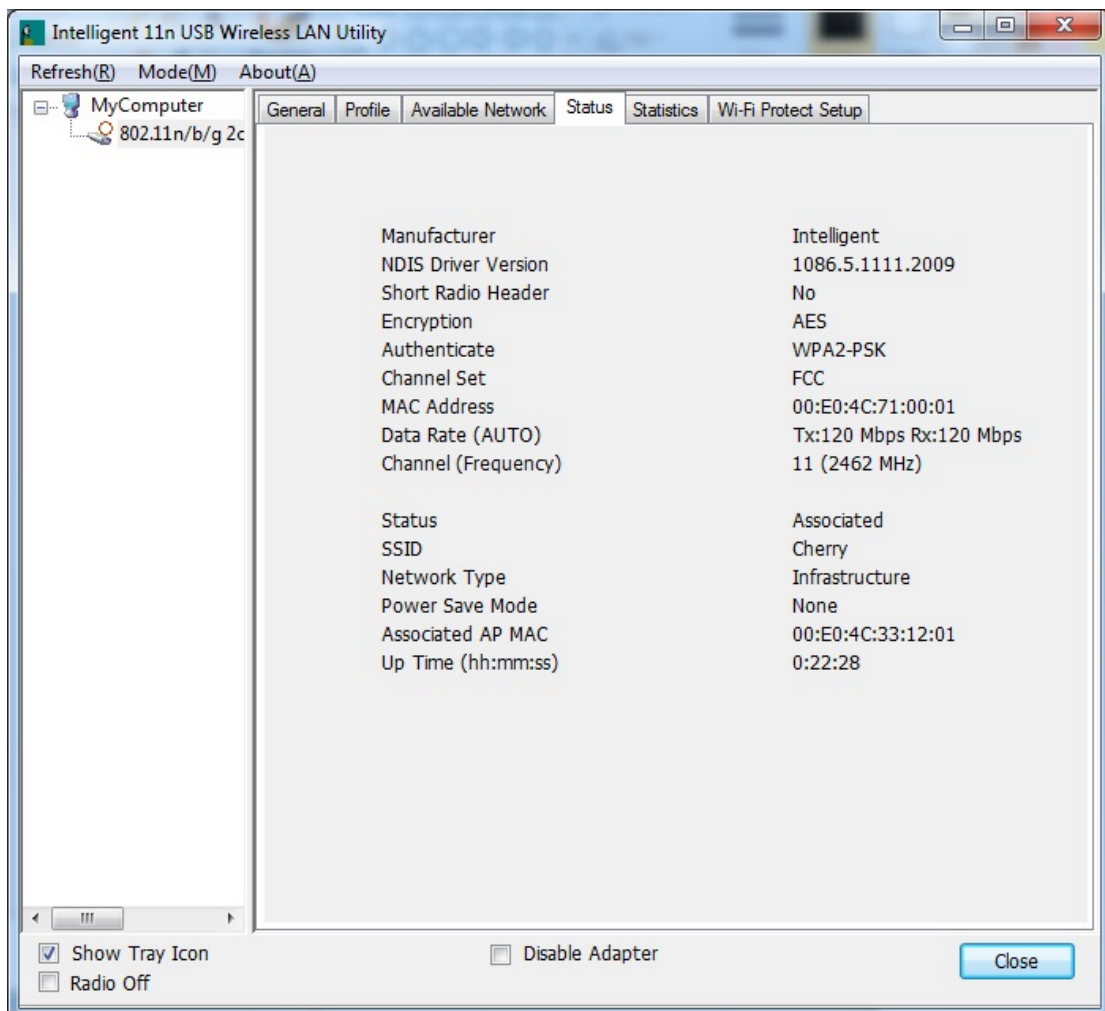 Intelligent 11n USB Wireless LAN Utility
Refresh(R) Mode(M) About(A)
MyComputer
802.11n/b/g 2c
General Profile Available Network Status Statistics Wi-Fi Protect Setup
Manufacturer Intelligent
NDIS Driver Version 1086.5.1111.2009
Short Radio Header No
Encryption AES
Authenticate WPA2-PSK
Channel Set FCC
MAC Address 00:E0:4C:71:00:01
Data Rate (AUTO) Tx:120 Mbps Rx:120 Mbps
Channel (Frequency) 11 (2462 MHz)
Status Associated
SSID Cherry
Network Type Infrastructure
Power Save Mode None
Associated AP MAC 00:E0:4C:33:12:01
Up Time (hh:mm:ss) 0:22:28
Show Tray Icon Disable Adapter Close
Radio Off